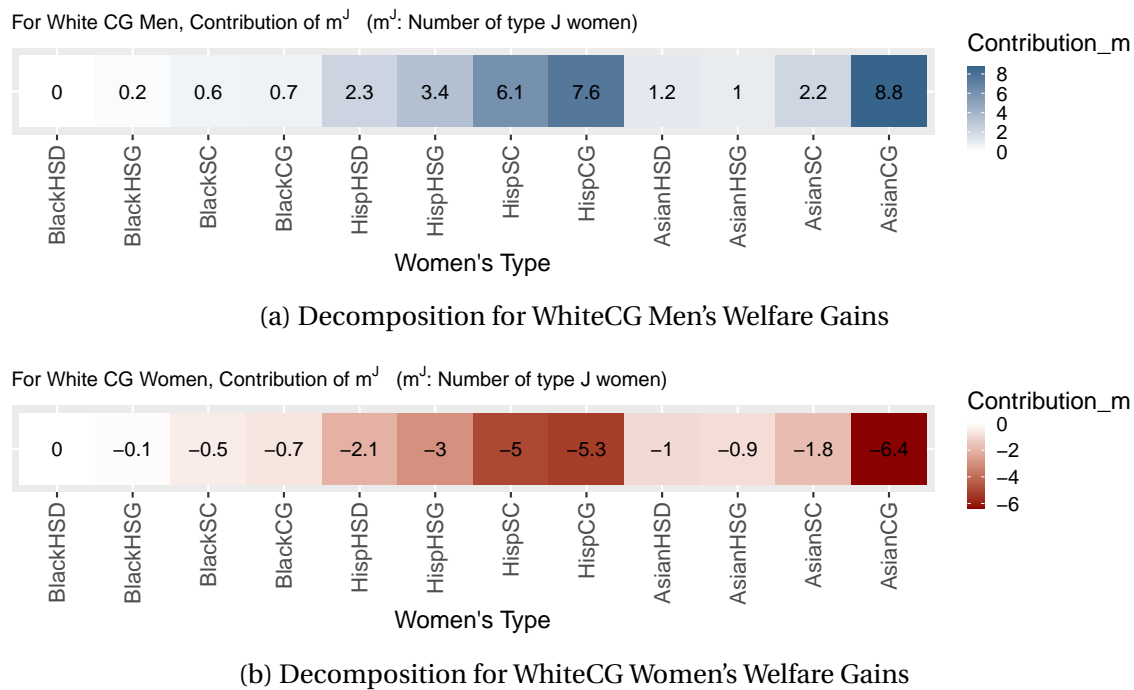 For White CG Men, Contribution of m^J (m^J: Number of type J women)
Contribution_m
0 0.2 0.6 0.7 2.3 3.4 6.1 7.6 1.2 1 2.2 8.8
8
6
4
2
0
BlackHSD BlackHSG BlackSC BlackCG HispHSD HispHSG HispSC HispCG AsianHSD AsianHSG AsianSC AsianCG
Women's Type
(a) Decomposition for WhiteCG Men's Welfare Gains
For White CG Women, Contribution of m^J (m^J: Number of type J women)
Contribution_m
0 −0.1 −0.5 −0.7 −2.1 −3 −5 −5.3 −1 −0.9 −1.8 −6.4
0
−2
−4
−6
BlackHSD BlackHSG BlackSC BlackCG HispHSD HispHSG HispSC HispCG AsianHSD AsianHSG AsianSC AsianCG
Women's Type
(b) Decomposition for WhiteCG Women's Welfare Gains